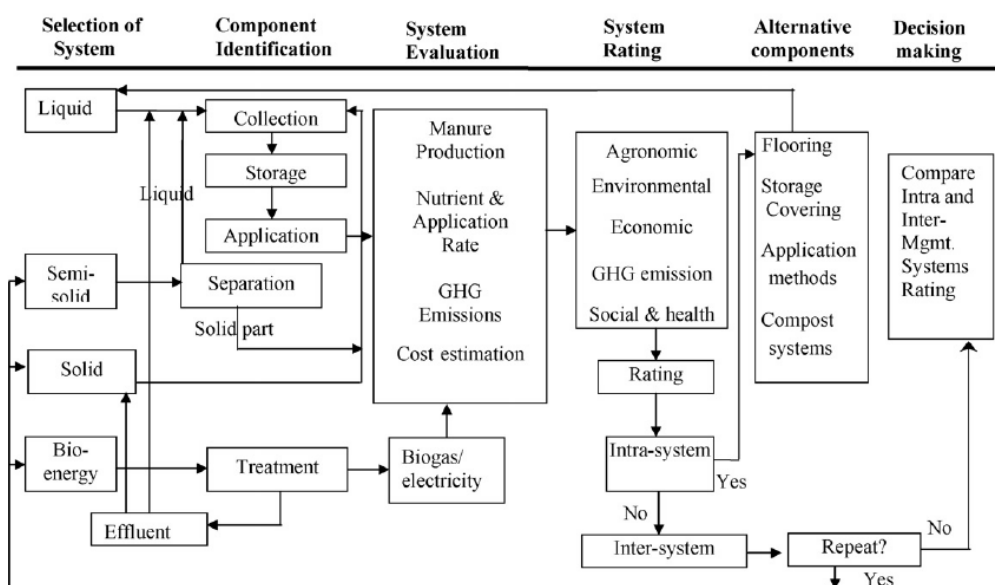 Selection of
System
Component
Identification
System
Evaluation
System
Rating
Alternative
components
Decision
making
Liquid
Collection
Storage
Liquid
Application
Semi-
solid
Separation
Solid part
Solid
Bio-
energy
Treatment
Effluent
Manure
Production
Nutrient &
Application
Rate
GHG
Emissions
Cost estimation
Biogas/
electricity
Agronomic
Environmental
Economic
GHG emission
Social & health
Rating
Intra-system
Yes
No
Inter-system
Flooring
Storage
Covering
Application
methods
Compost
systems
Repeat?
No
Yes
Compare
Intra and
Inter-
Mgmt.
Systems
Rating